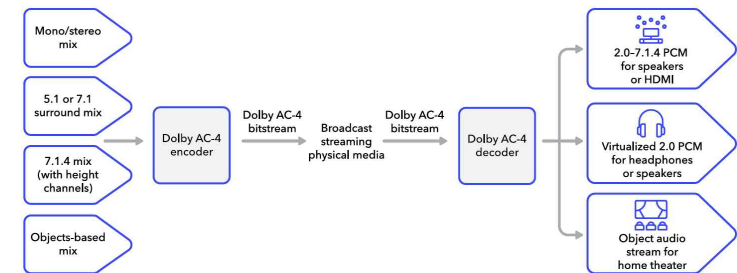 Mono/stereo
mix
5.1 or 7.1
surround mix
7.1.4 mix
(with height
channels)
Objects-based
mix
Dolby AC-4
encoder
Dolby AC-4
bitstream
Broadcast
streaming
physical media
Dolby AC-4
bitstream
Dolby AC-4
decoder
2.0–7.1.4 PCM
for speakers
or HDMI
Virtualized 2.0 PCM
for headphones
or speakers
Object audio
stream for
home theater